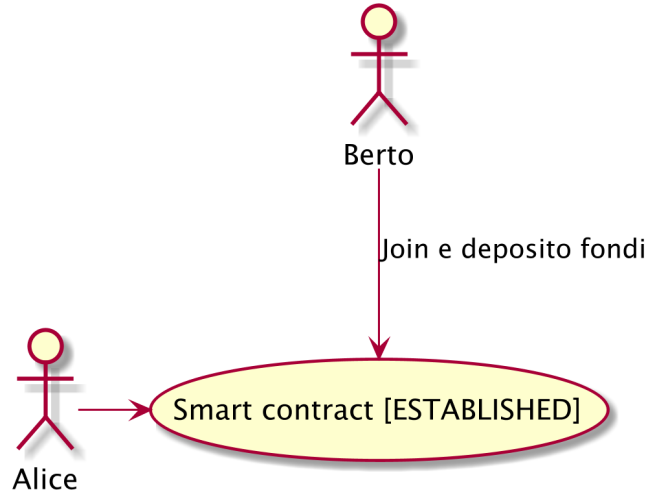 Berto
Join e deposito fondi
Smart contract [ESTABLISHED]
Alice